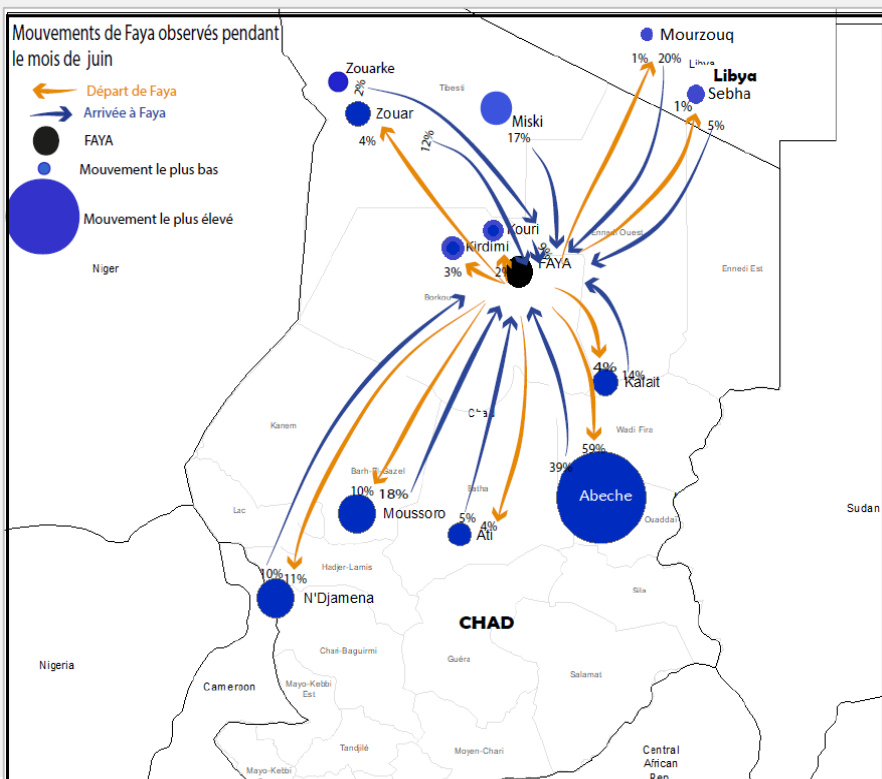 Mouvements de Faya observés pendant
le mois de juin
Départ de Faya
Arrivée à Faya
FAYA
Mouvement le plus bas
Mouvement le plus élevé
Mourzouq
1% 20%
Libya
Libya
Sebha
1%
5%
Zouarke
2%
Zouar
4%
12%
Tibesti
Miski
17%
Kouri
Kirdimi
3%
FAYA
Ennedi Ouest
Ennedi Est
Niger
Borkou
4%
14%
Kalait
Kanem
Chad
Wadi Fira
59%
39%
Abeche
Barh-El-Gazel
10% 18%
Moussoro
Batha
5% 4%
Ati
Ouaddaï
Sudan
Lac
Hadjer-Lamis
10% 11%
N'Djamena
Sila
CHAD
Chari-Baguirmi
Guéra
Salamat
Nigeria
Cameroon
Mayo-Kebbi
Est
Tandjilé
Moyen-Chari
Mayo-Kebbi
Central
African
Rep